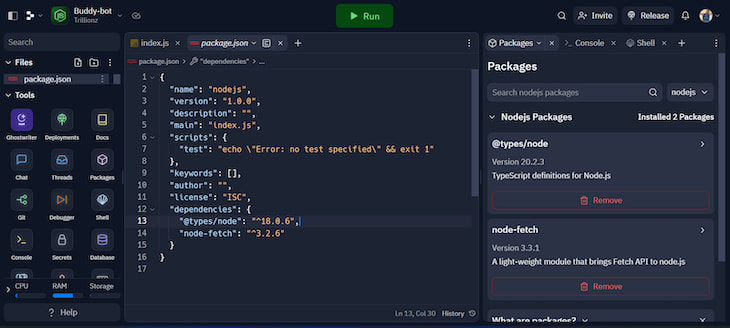 Buddy-bot
Trillionz
Run
Invite
Release
Search
Files
package.json
Tools
Ghostwriter
Deployments
Docs
Chat
Threads
Packages
Git
Debugger
Shell
Console
Secrets
Database
CPU
RAM
Storage
Help
index.js
package.json
package.json > "dependencies" > ...
1 {
2 "name": "nodejs",
3 "version": "1.0.0",
4 "description": "",
5 "main": "index.js",
6 "scripts": {
7 "test": "echo \"Error: no test specified\" && exit 1"
8 },
9 "keywords": [],
10 "author": "",
11 "license": "ISC",
12 "dependencies": {
13 "@types/node": "^18.0.6",
14 "node-fetch": "^3.2.6"
15 }
16 }
17
Ln 13, Col 30
History
Packages
Console
Shell
Packages
Search nodejs packages
nodejs
Nodejs Packages
Installed 2 Packages
@types/node
Version 20.2.3
TypeScript definitions for Node.js
Remove
node-fetch
Version 3.3.1
A light-weight module that brings Fetch API to node.js
Remove
What are packages?